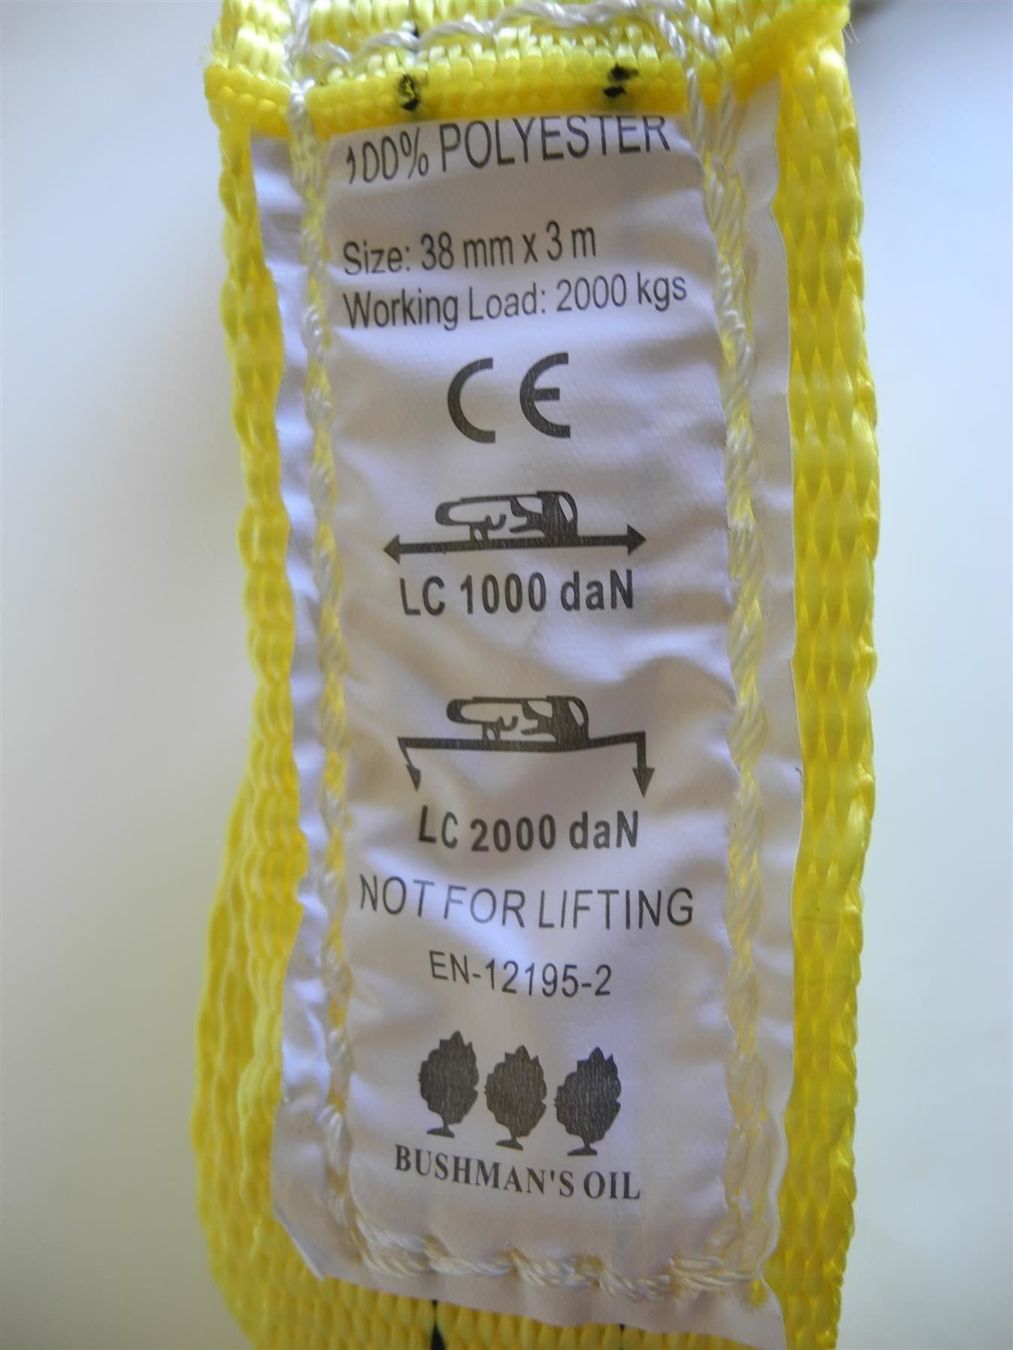 100% POLYESTER
Size: 38 mm x 3 m
Working Load: 2000 kgs
CE
LC 1000 daN
LC 2000 daN
NOT FOR LIFTING
EN-12195-2
BUSHMAN'S OIL